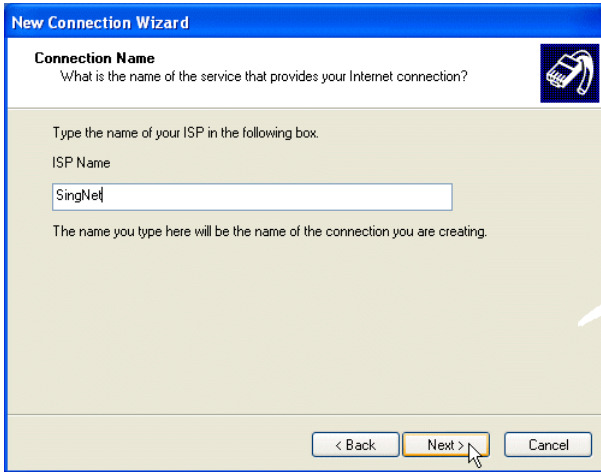 New Connection Wizard
Connection Name
What is the name of the service that provides your Internet connection?
Type the name of your ISP in the following box.
ISP Name
SingNet
The name you type here will be the name of the connection you are creating.
< Back Next > Cancel